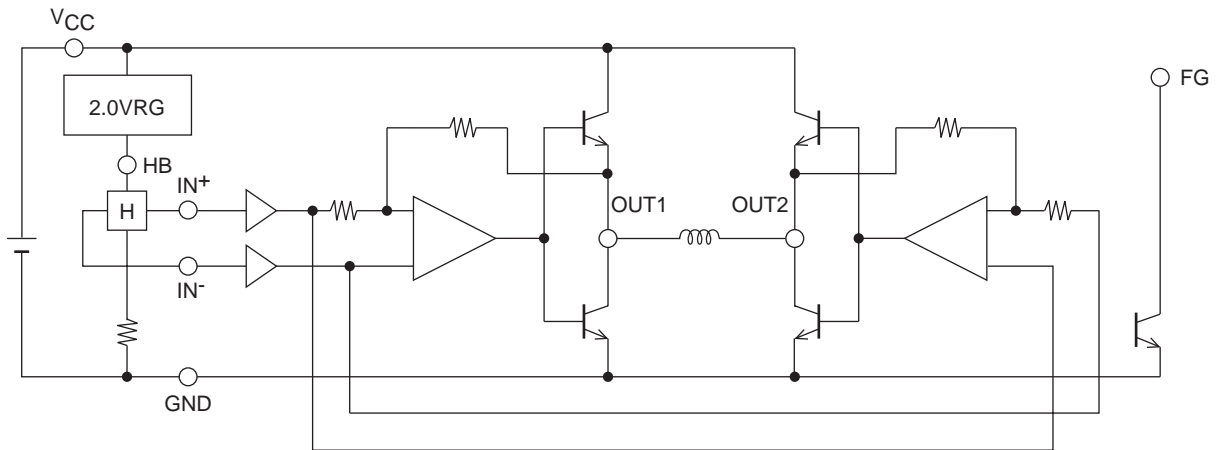 VCC
2.0VRG
FG
HB
IN+
H
OUT1
OUT2
IN-
GND